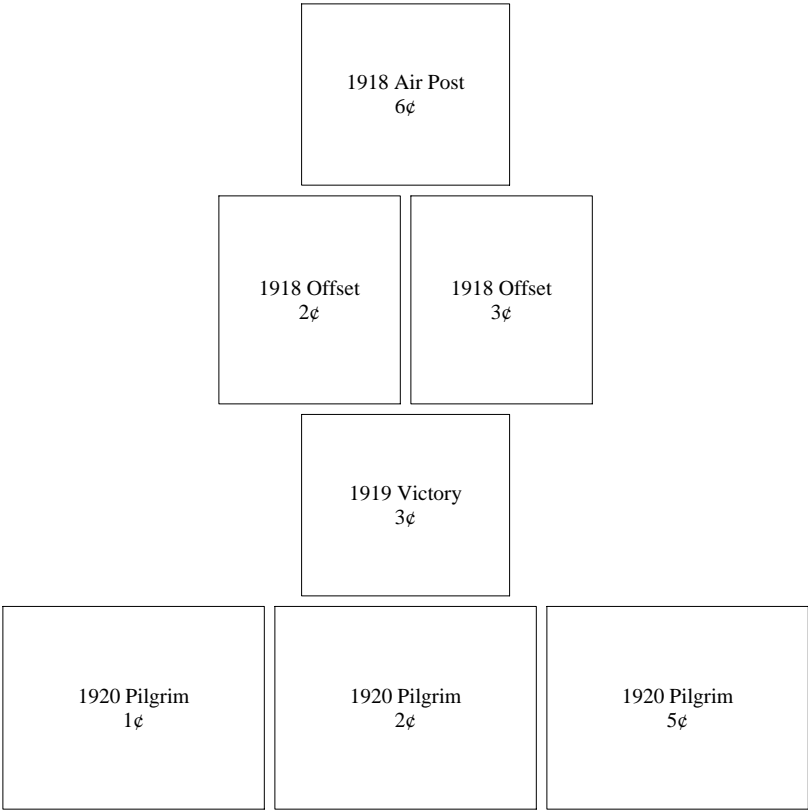 1918 Air Post
6¢
1918 Offset
2¢
1918 Offset
3¢
1919 Victory
3¢
1920 Pilgrim
1¢
1920 Pilgrim
2¢
1920 Pilgrim
5¢